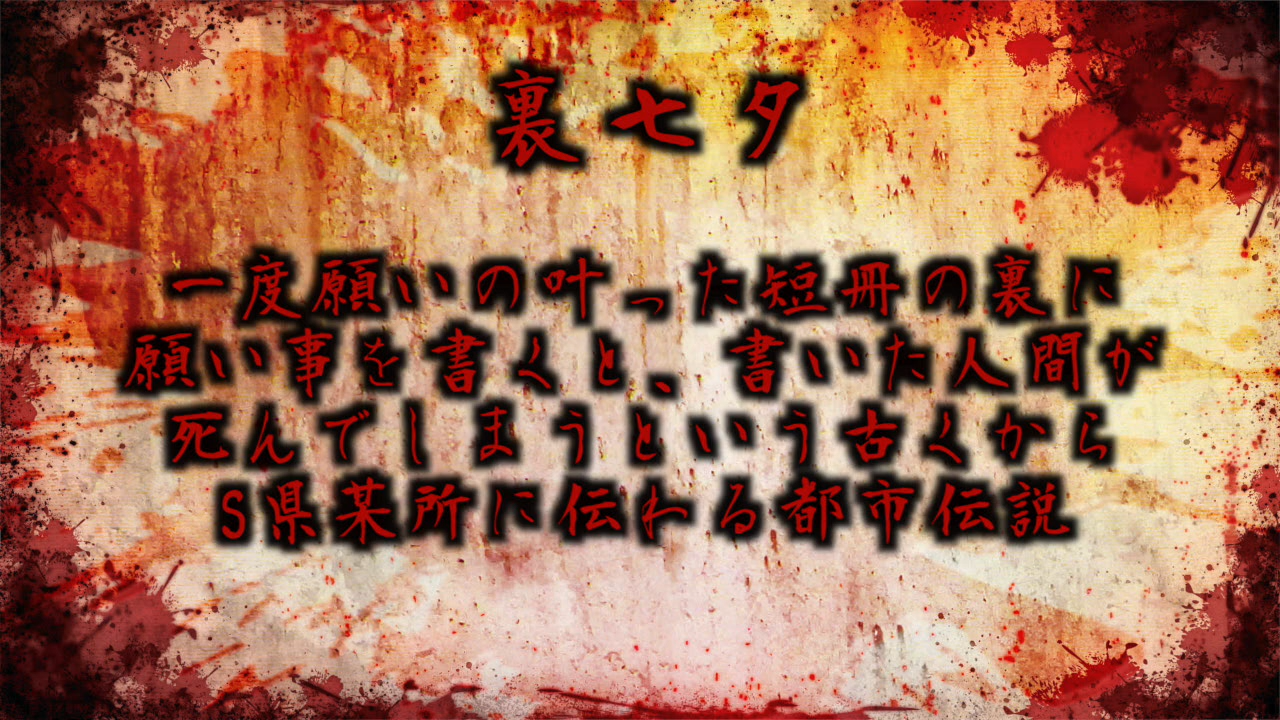 裏七夕
一度願いの叶った短冊の裏に
願い事を書くと、書いた人間が
死んでしまうという古くから
S県某所に伝わる都市伝説